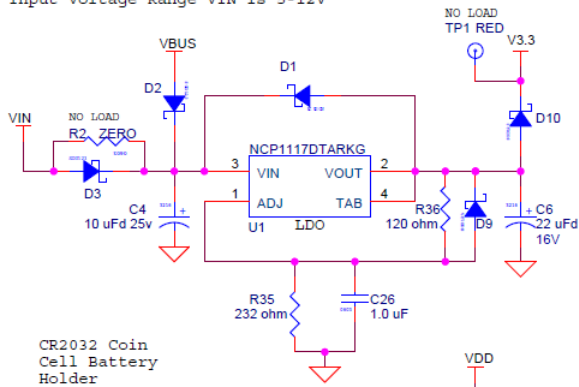 Input Voltage Range VIN is 5-12V
NO LOAD
TP1 RED
VBUS
V3.3
D2
D1
D10
VIN
NO LOAD
R2 ZERO
D3
NCP1117DTARKG
3 VIN VOUT 2
1 ADJ TAB 4
U1 LDO
C4
10 uFd 25v
R36
120 ohm
D9
C6
22 uFd
16V
R35
232 ohm
C26
1.0 uF
CR2032 Coin
Cell Battery
Holder
VDD